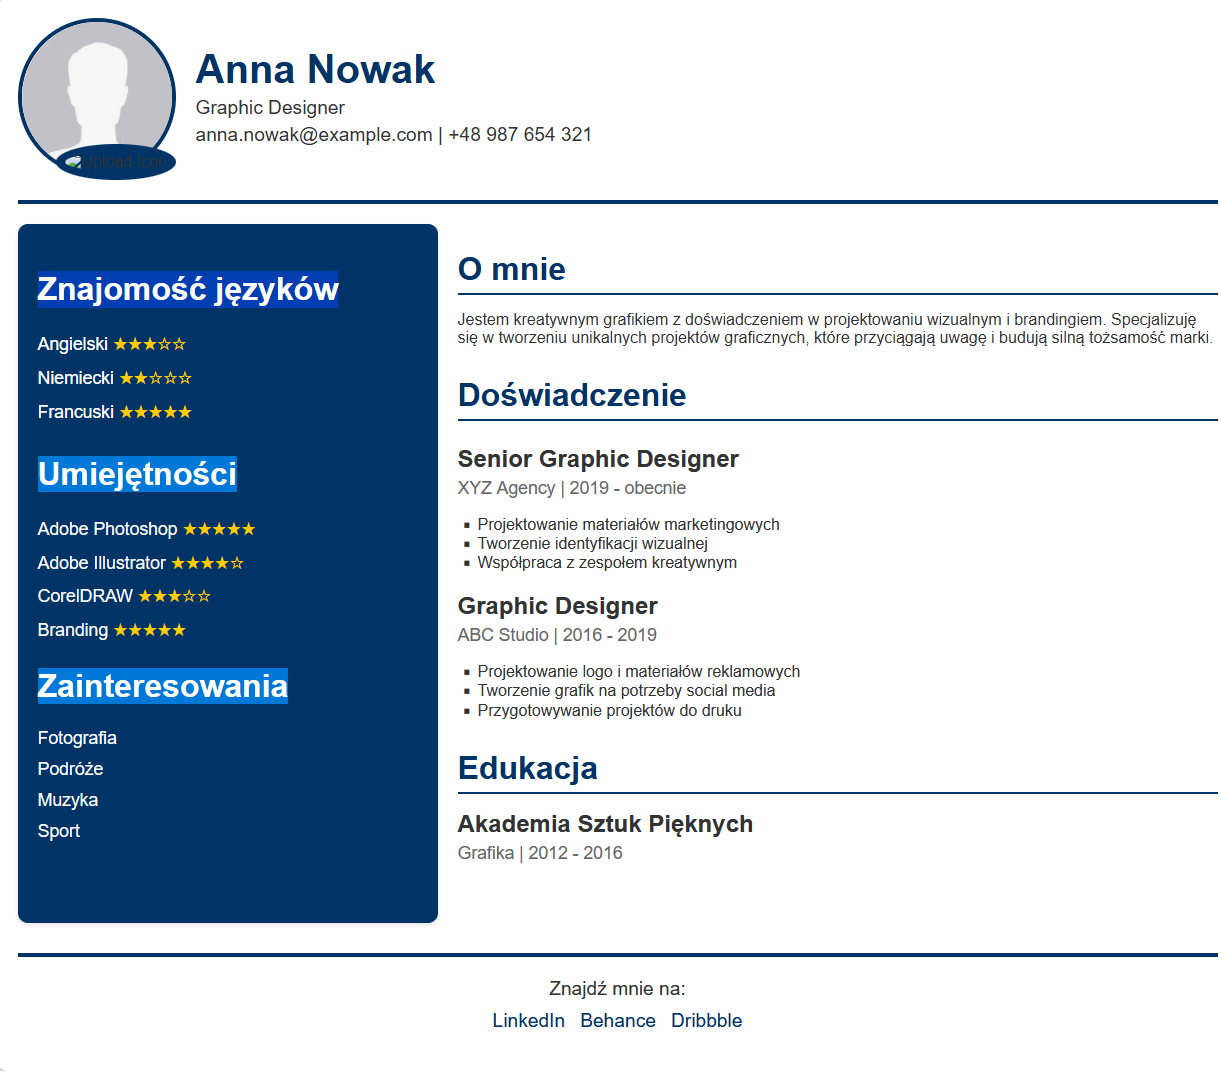 Anna Nowak
Graphic Designer
anna.nowak@example.com | +48 987 654 321
Upload Icon
Znajomość języków
Angielski ★★★☆☆
Niemiecki ★★☆☆☆
Francuski ★★★★★
Umiejętności
Adobe Photoshop ★★★★★
Adobe Illustrator ★★★★☆
CorelDRAW ★★★☆☆
Branding ★★★★★
Zainteresowania
Fotografia
Podróże
Muzyka
Sport
O mnie
Jestem kreatywnym grafikiem z doświadczeniem w projektowaniu wizualnym i brandingiem. Specjalizuję
się w tworzeniu unikalnych projektów graficznych, które przyciągają uwagę i budują silną tożsamość marki.
Doświadczenie
Senior Graphic Designer
XYZ Agency | 2019 - obecnie
▪ Projektowanie materiałów marketingowych
▪ Tworzenie identyfikacji wizualnej
▪ Współpraca z zespołem kreatywnym
Graphic Designer
ABC Studio | 2016 - 2019
▪ Projektowanie logo i materiałów reklamowych
▪ Tworzenie grafik na potrzeby social media
▪ Przygotowywanie projektów do druku
Edukacja
Akademia Sztuk Pięknych
Grafika | 2012 - 2016
Znajdź mnie na:
LinkedIn Behance Dribbble